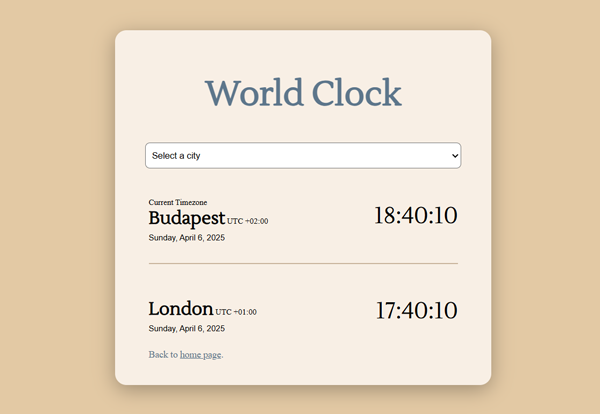 World Clock
Select a city
Current Timezone
Budapest UTC +02:00
18:40:10
Sunday, April 6, 2025
London UTC +01:00
17:40:10
Sunday, April 6, 2025
Back to home page.